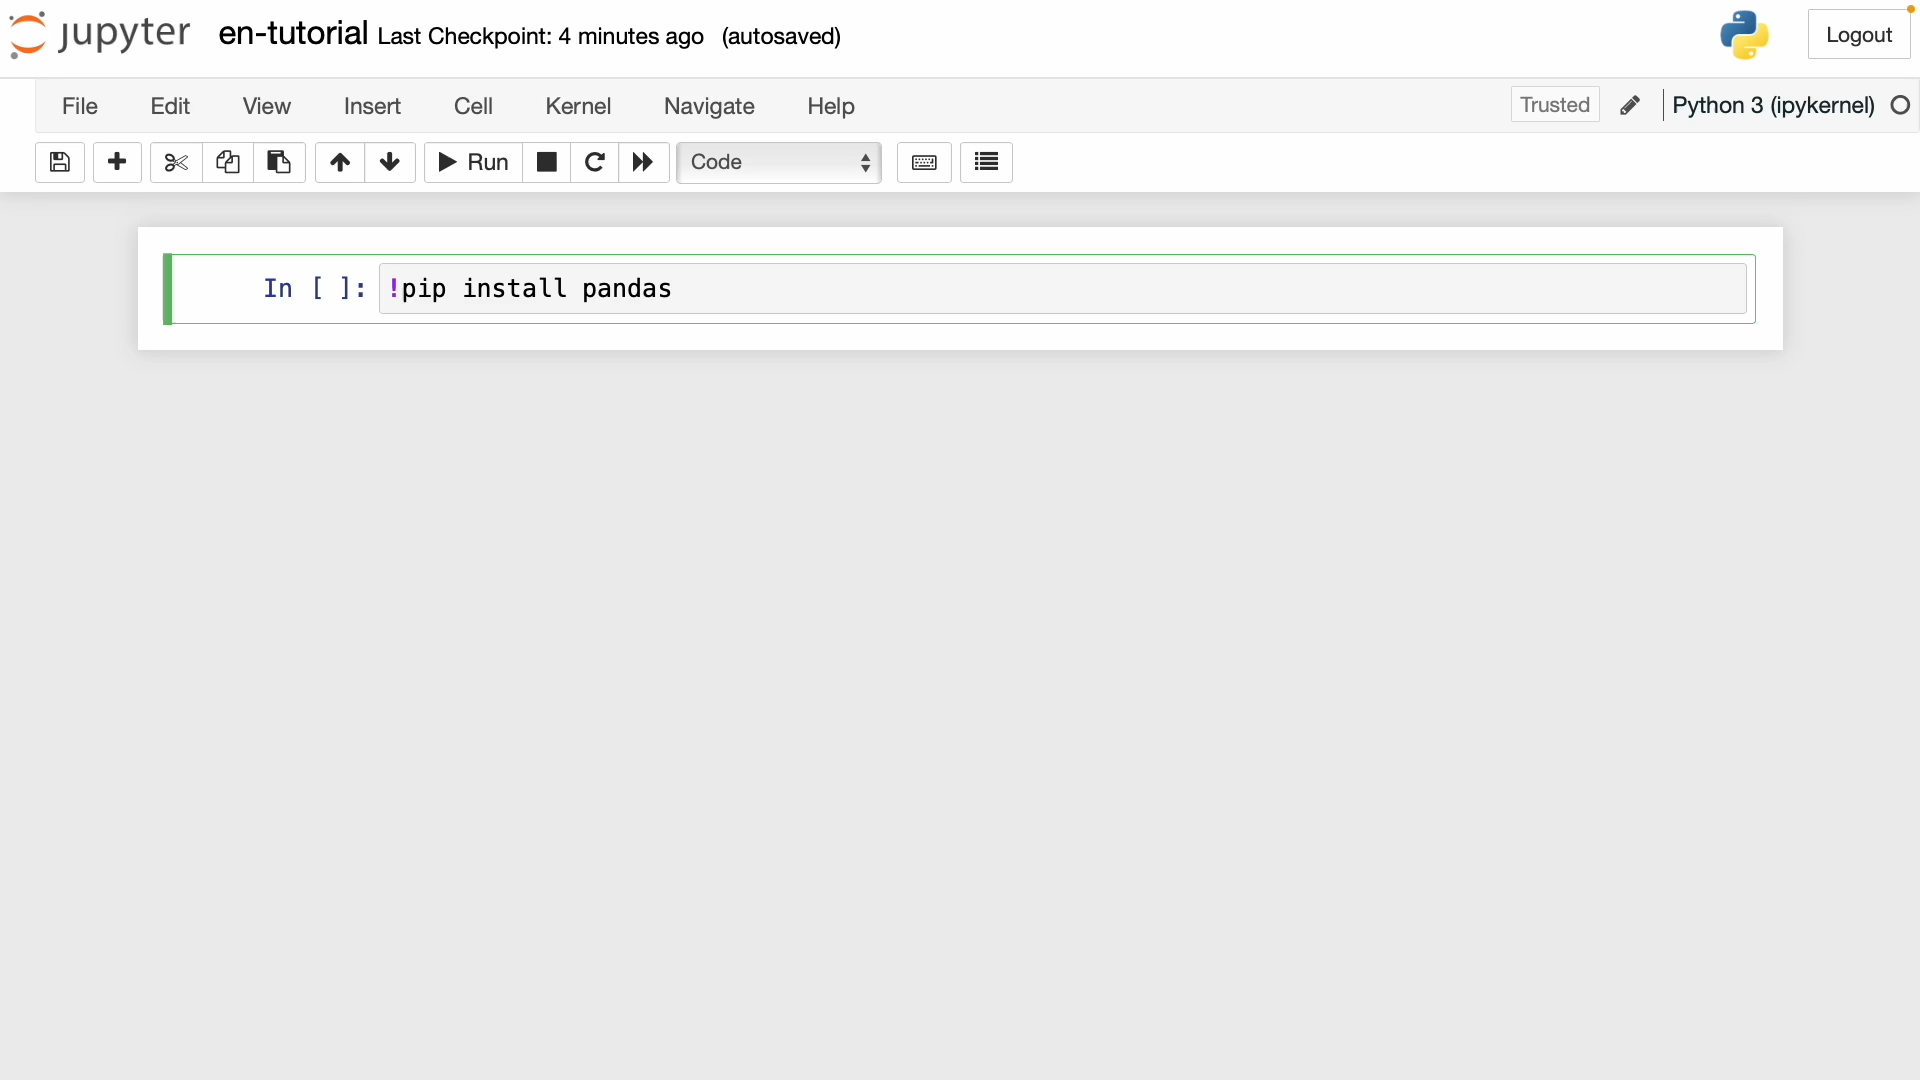 jupyter en-tutorial Last Checkpoint: 4 minutes ago (autosaved) Logout
File Edit View Insert Cell Kernel Navigate Help Trusted Python 3 (ipykernel)
Run Code
In [ ]: !pip install pandas